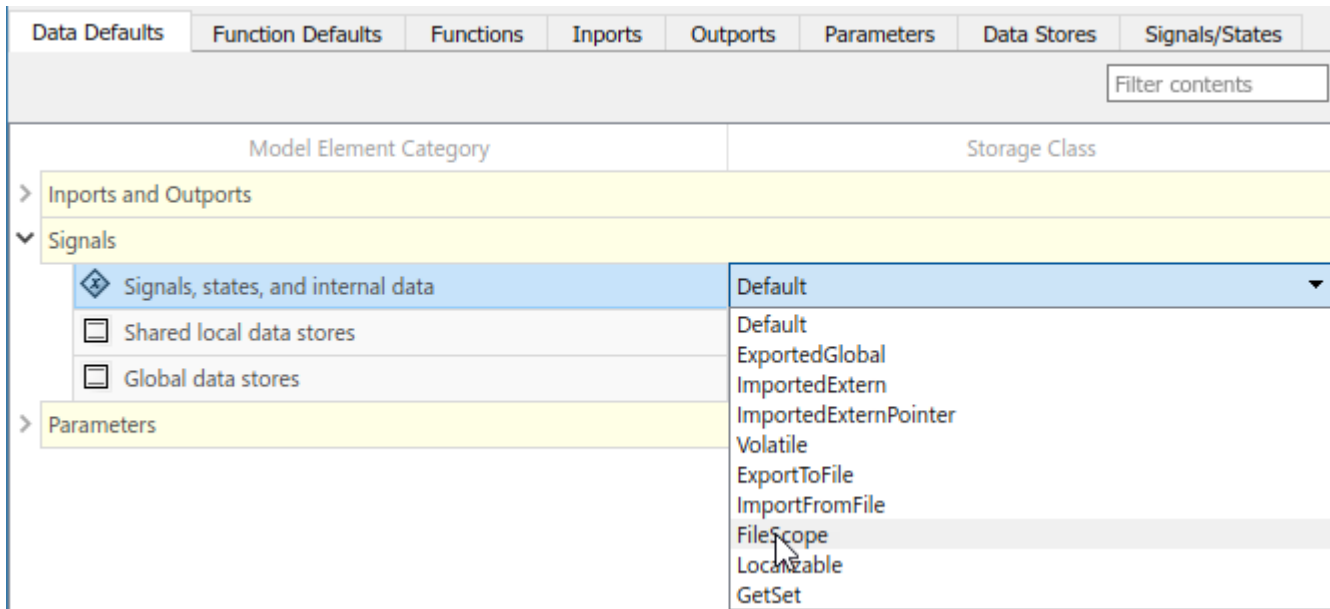 Data Defaults Function Defaults Functions Inports Outports Parameters Data Stores Signals/States
Filter contents
Model Element Category Storage Class
Inports and Outports
Signals
Signals, states, and internal data Default
Shared local data stores
Global data stores
Parameters
Default
ExportedGlobal
ImportedExtern
ImportedExternPointer
Volatile
ExportToFile
ImportFromFile
FileScope
Localizable
GetSet